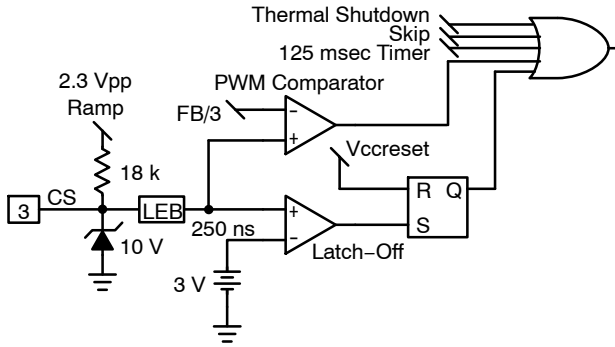 Thermal Shutdown
Skip
125 msec Timer
2.3 Vpp
Ramp
PWM Comparator
FB/3
−
+
Vccreset
18 k
3
CS
LEB
R
Q
S
+
−
250 ns
10 V
Latch−Off
3 V